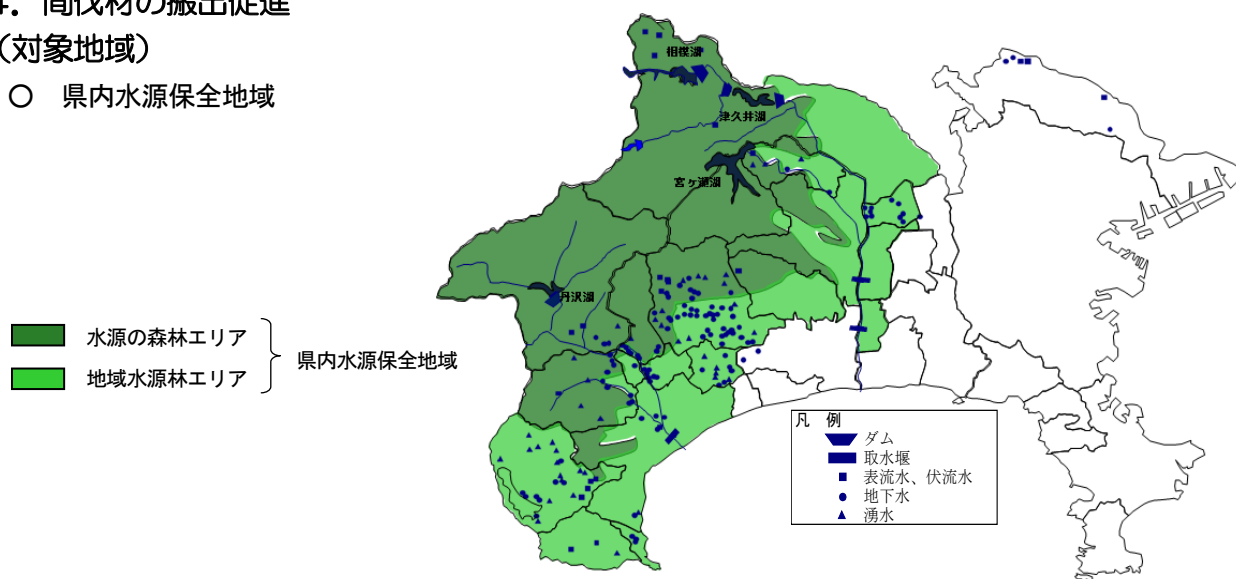 間伐材の搬出促進
（対象地域）
○ 県内水源保全地域
相模湖
津久井湖
宮ヶ瀬湖
丹沢湖
水源の森林エリア
地域水源林エリア
県内水源保全地域
凡 例
ダム
取水堰
表流水、伏流水
地下水
湧水